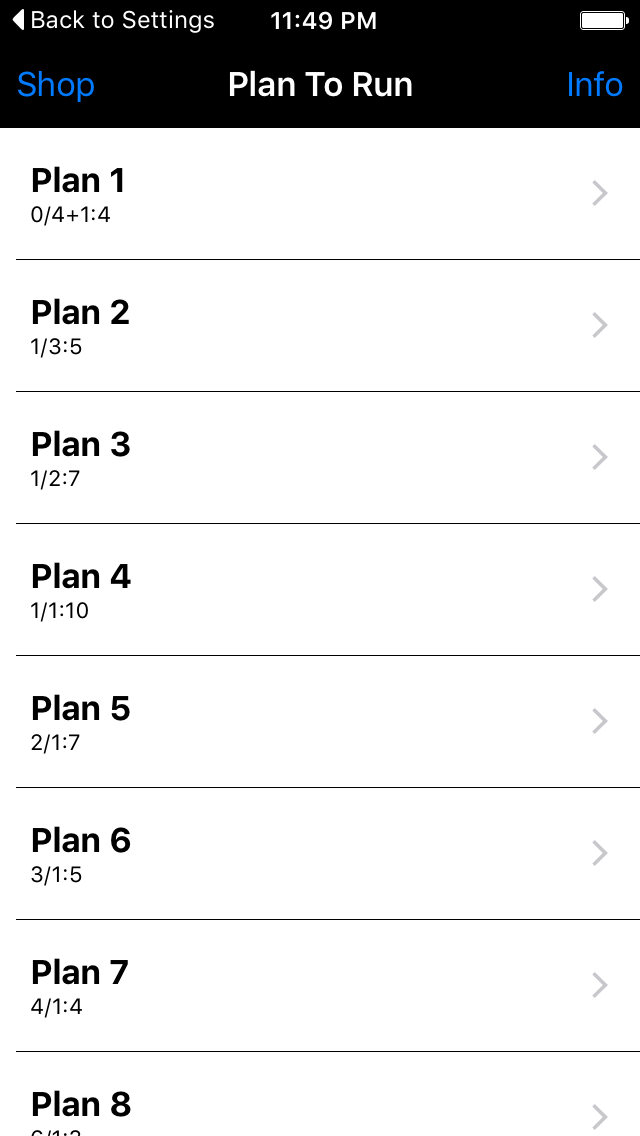 Back to Settings 11:49 PM
Shop Plan To Run Info
Plan 1
0/4+1:4
Plan 2
1/3:5
Plan 3
1/2:7
Plan 4
1/1:10
Plan 5
2/1:7
Plan 6
3/1:5
Plan 7
4/1:4
Plan 8